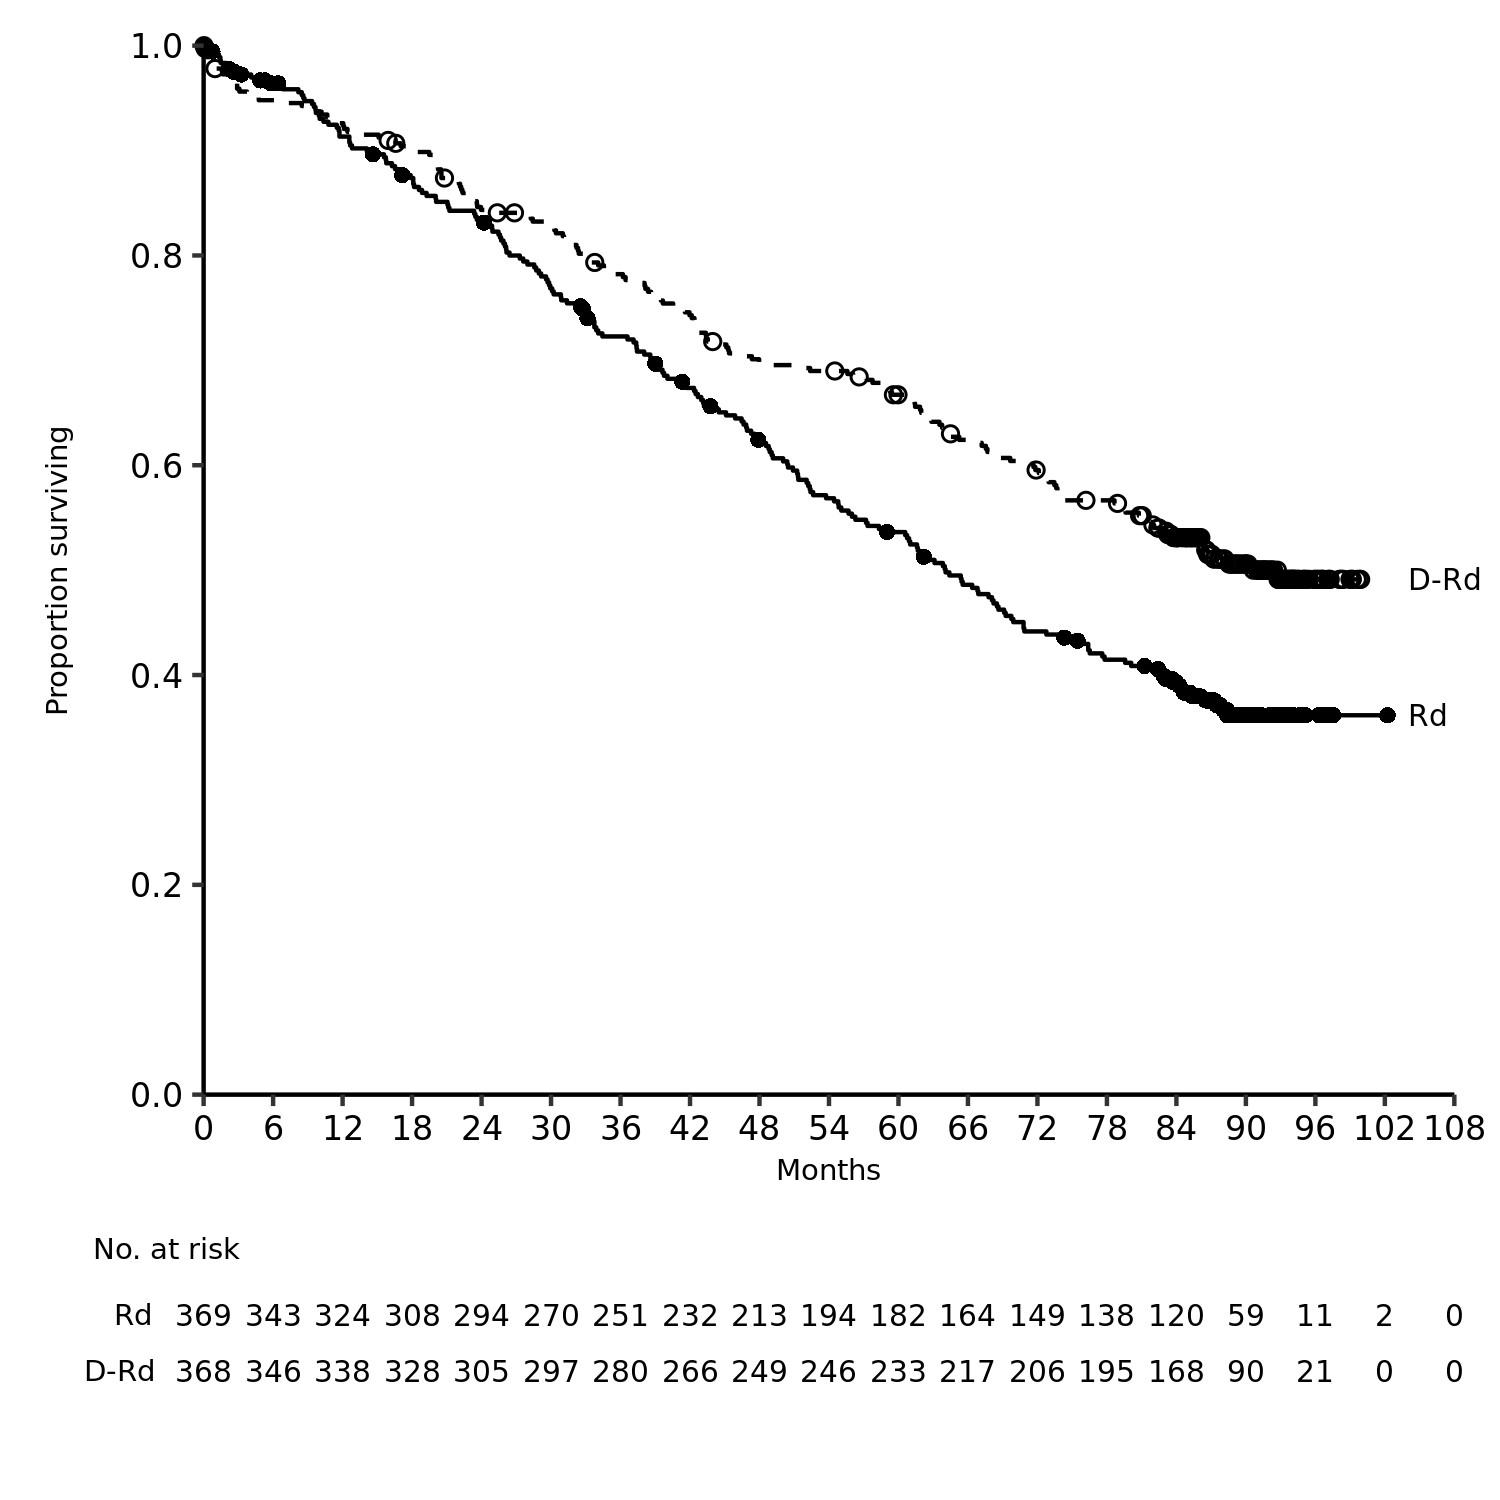 1.0
0.8
Proportion surviving
0.6
D-Rd
0.4
Rd
0.2
0.0
0 6 12 18 24 30 36 42 48 54 60 66 72 78 84 90 96 102 108
Months
No. at risk
Rd 369 343 324 308 294 270 251 232 213 194 182 164 149 138 120 59 11 2 0
D-Rd 368 346 338 328 305 297 280 266 249 246 233 217 206 195 168 90 21 0 0